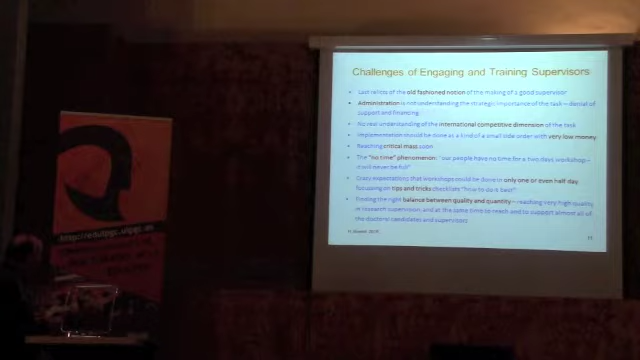 Challenges of Engaging and Training Supervisors
Last relicts of the old fashioned notion of the making of a good supervisor
Administration is not understanding the strategic importance of the task—denial of
support and financing
No real understanding of the international competitive dimension of the task
Implementation should be done as a kind of a small side order with very low money
Reaching critical mass soon
The "no time" phenomenon: "our people have no time for a two days workshop—
it will never be full"
Crazy expectations that workshops could be done in only one or even half day
focussing on tips and tricks checklists "how to do it best"
Finding the right balance between quality and quantity—reaching very high quality
in research supervision and at the same time to reach and to support almost all of
the doctoral candidates and supervisors